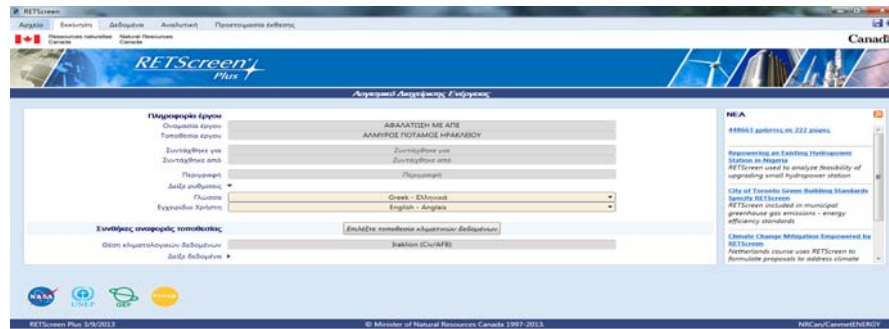 RETScreen
Αρχείο Εκκίνηση Δεδομένα Αναλυτική Προετοιμασία έκθεσης
Ressources naturelles Canada Natural Resources Canada
Canada
RETScreen
Plus
Λογισμικό Διαχείρισης Ενέργειας
Πληροφορία έργου
Ονομασία έργου ΑΦΑΛΑΤΩΣΗ ΜΕ ΑΠΕ
Τοποθεσία έργου ΑΛΜΥΡΟΣ ΠΟΤΑΜΟΣ ΗΡΑΚΛΕΙΟΥ
Συντάχθηκε για Συντάχθηκε για
Συντάχθηκε από Συντάχθηκε από
Περιγραφή Περιγραφή
Δείξε ρυθμίσεις
Γλώσσα Greek - Ελληνικά
Εγχειρίδιο Χρήστη English - Anglais
Συνθήκες αναφοράς τοποθεσίας Επιλέξτε τοποθεσία κλιματικών δεδομένων
Θέση κλιματολογικών δεδομένων Iraklion (Civ/AFB)
Δείξε δεδομένα
ΝΕΑ
448663 χρήστες σε 222 χώρες
Repowering an Existing Hydropower
Station in Nigeria
RETScreen used to analyze feasibility of
upgrading small hydropower station
City of Toronto Green Building Standards
Specify RETScreen
RETScreen included in municipal
greenhouse gas emissions - energy
efficiency standards
Climate Change Mitigation Empowered by
RETScreen
Netherlands course uses RETScreen to
formulate proposals to address climate
NASA
UNEP
GEF
RETScreen Plus 3/9/2013 © Minister of Natural Resources Canada 1997-2013. NRCan/CanmetENERGY